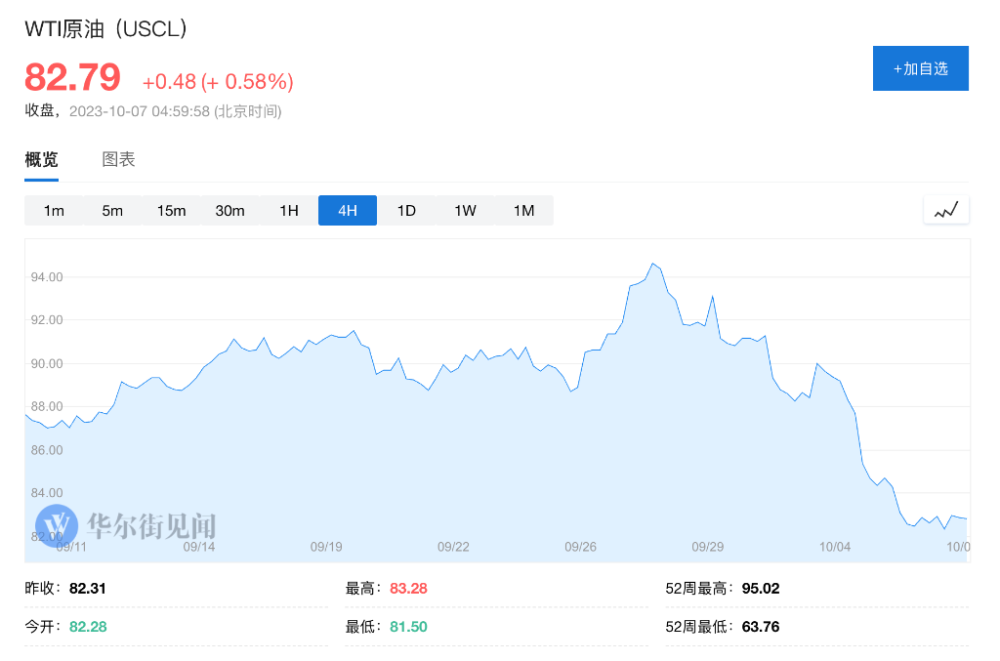 WTI原油（USCL）
82.79 +0.48 (+ 0.58%)
+加自选
收盘，2023-10-07 04:59:58 (北京时间)
概览 图表
1m 5m 15m 30m 1H 4H 1D 1W 1M
94.00
92.00
90.00
88.00
86.00
84.00
82.00
华尔街见闻
09/11 09/14 09/19 09/22 09/26 09/29 10/04 10/0
昨收：82.31 最高：83.28 52周最高：95.02
今开：82.28 最低：81.50 52周最低：63.76